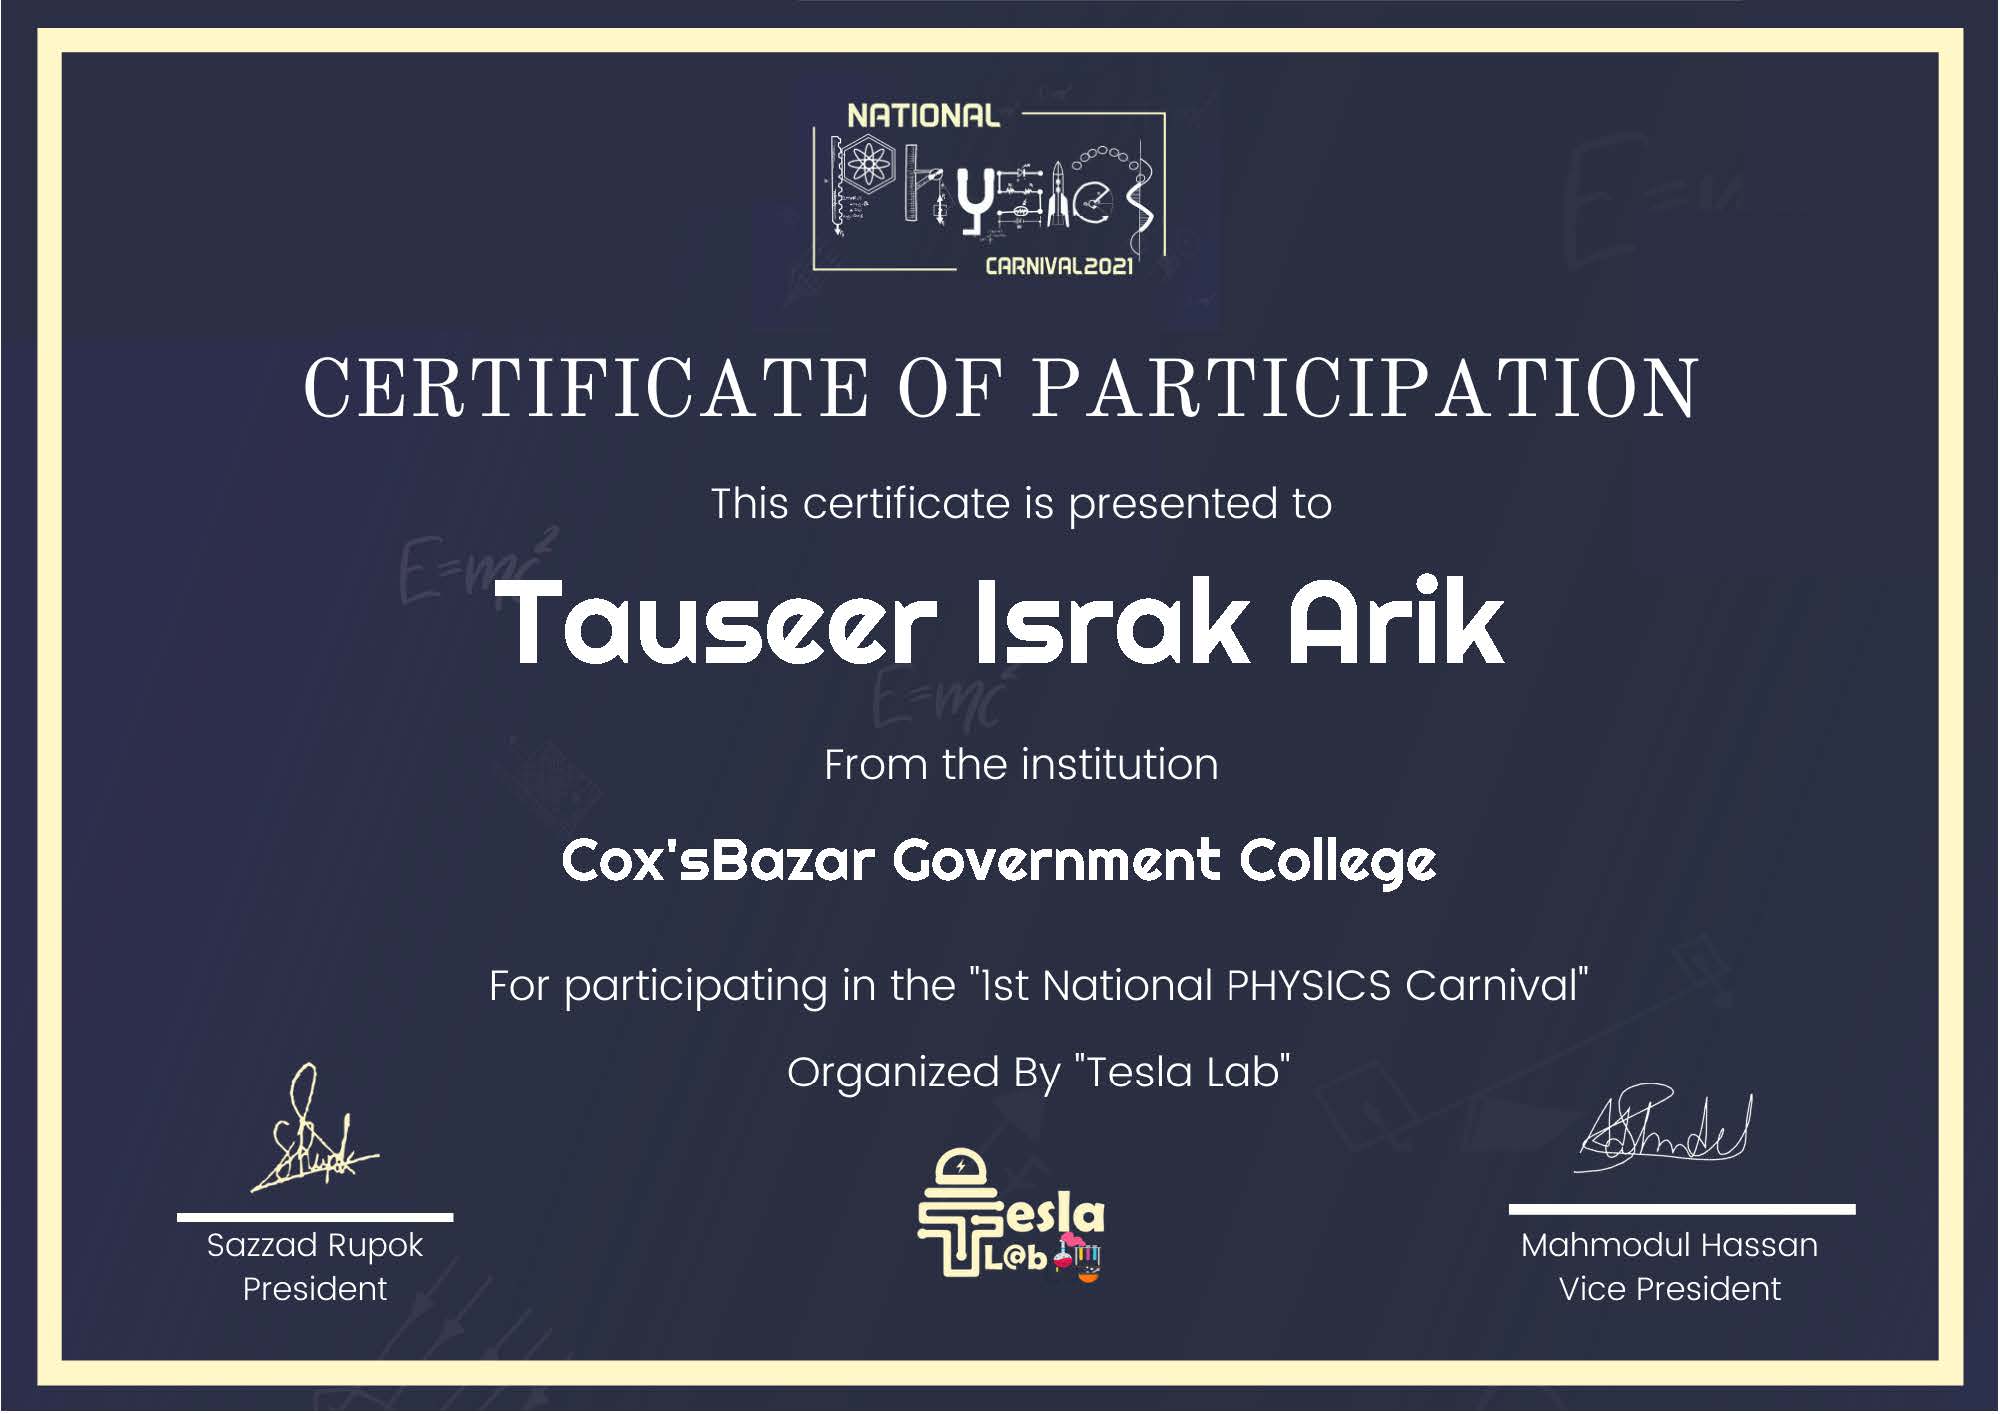 NATIONAL
PhYSICS
CARNIVAL2021
CERTIFICATE OF PARTICIPATION
This certificate is presented to
E=mc²
Tauseer Israk Arik
E=mc²
From the institution
Cox'sBazar Government College
For participating in the "1st National PHYSICS Carnival"
Organized By "Tesla Lab"
Tesla
L@b
Sazzad Rupok
President
Mahmodul Hassan
Vice President